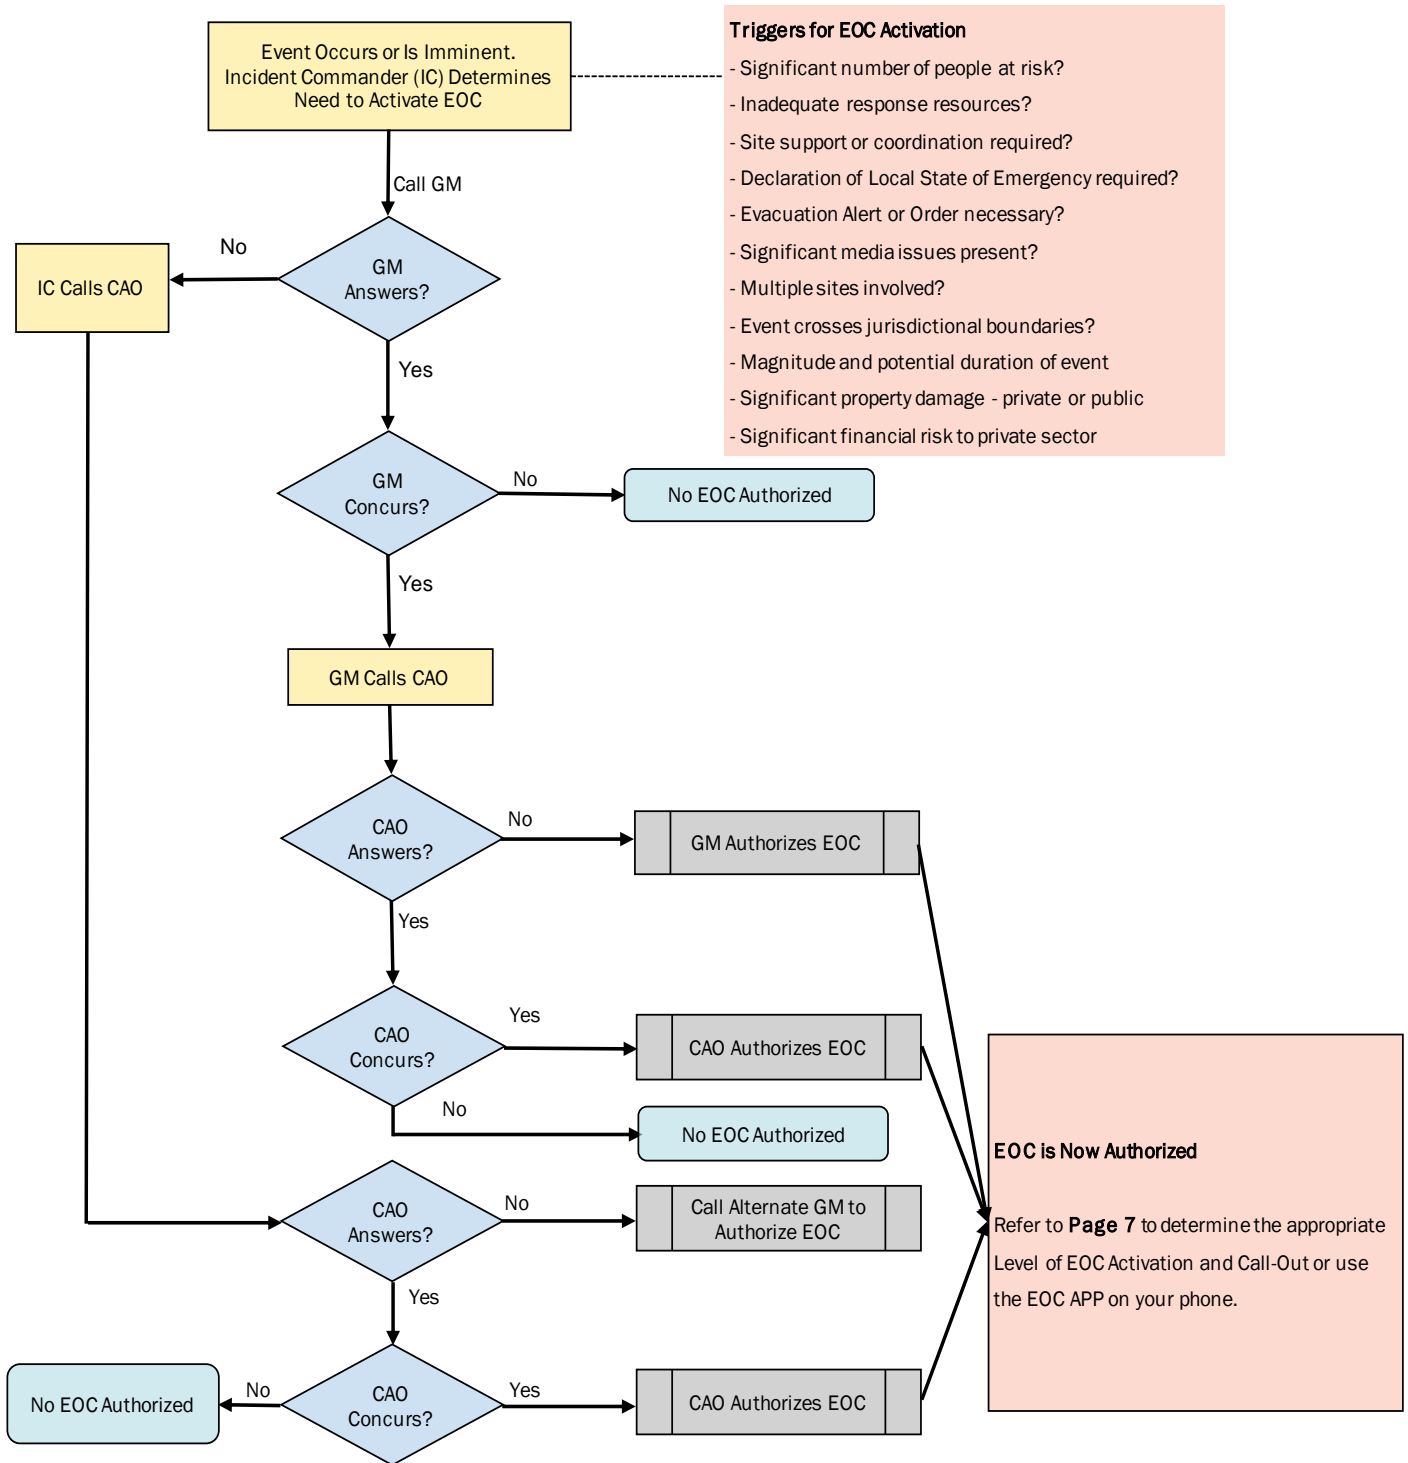 Event Occurs or Is Imminent.
Incident Commander (IC) Determines
Need to Activate EOC
Triggers for EOC Activation
- Significant number of people at risk?
- Inadequate response resources?
- Site support or coordination required?
- Declaration of Local State of Emergency required?
- Evacuation Alert or Order necessary?
- Significant media issues present?
- Multiple sites involved?
- Event crosses jurisdictional boundaries?
- Magnitude and potential duration of event
- Significant property damage - private or public
- Significant financial risk to private sector
Call GM
GM
Answers?
No
IC Calls CAO
Yes
GM
Concurs?
No
No EOC Authorized
Yes
GM Calls CAO
CAO
Answers?
No
GM Authorizes EOC
Yes
CAO
Concurs?
Yes
CAO Authorizes EOC
No
No EOC Authorized
CAO
Answers?
No
Call Alternate GM to
Authorize EOC
Yes
CAO
Concurs?
No
No EOC Authorized
Yes
CAO Authorizes EOC
EOC is Now Authorized
Refer to Page 7 to determine the appropriate
Level of EOC Activation and Call-Out or use
the EOC APP on your phone.